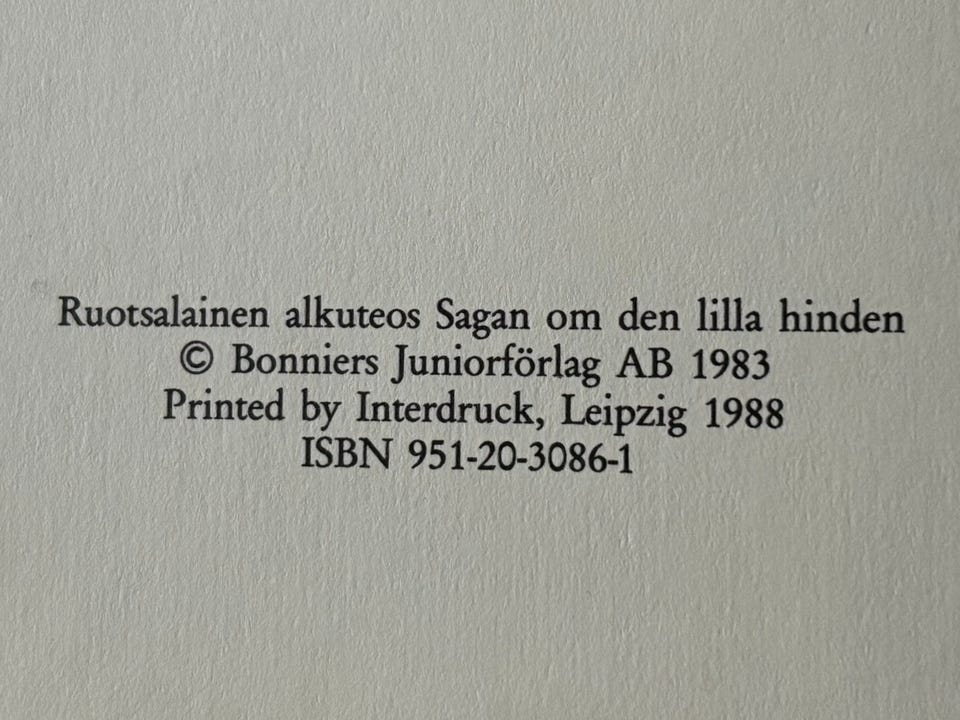 Ruotsalainen alkuteos Sagan om den lilla hinden
© Bonniers Juniorförlag AB 1983
Printed by Interdruck, Leipzig 1988
ISBN 951-20-3086-1